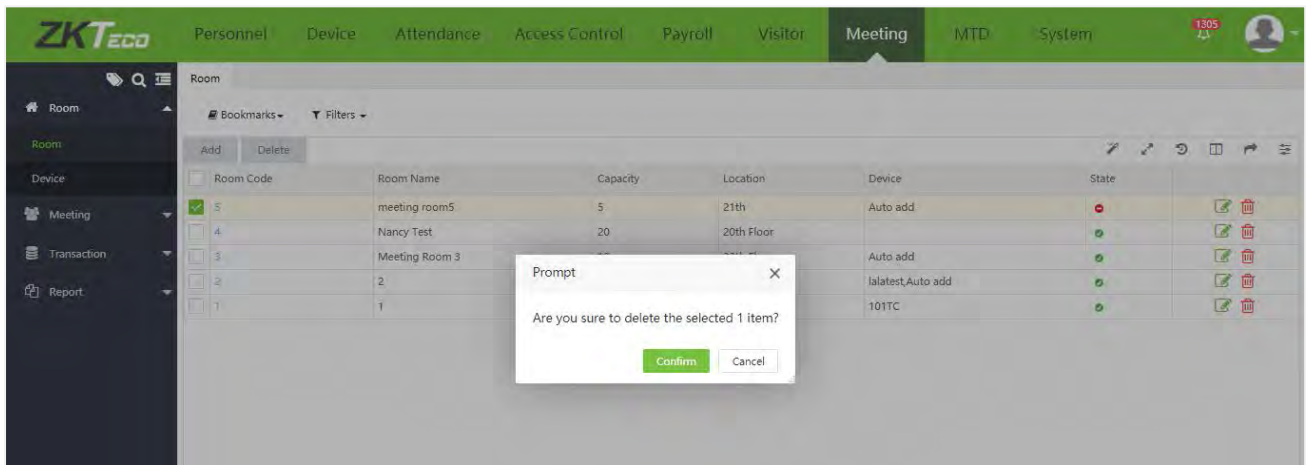 ZKTECO Personnel Device Attendance Access Control Payroll Visitor Meeting MTD System 1305
Room
Room
Bookmarks Filters
Room
Add Delete
Device
Room Code Room Name Capacity Location Device State
5 meeting room5 5 21th Auto add
Meeting
4 Nancy Test 20 20th Floor
Transaction
3 Meeting Room 3 Auto add
2 2 lalatest,Auto add
Report
1 1 101TC
Prompt
Are you sure to delete the selected 1 item?
Confirm Cancel